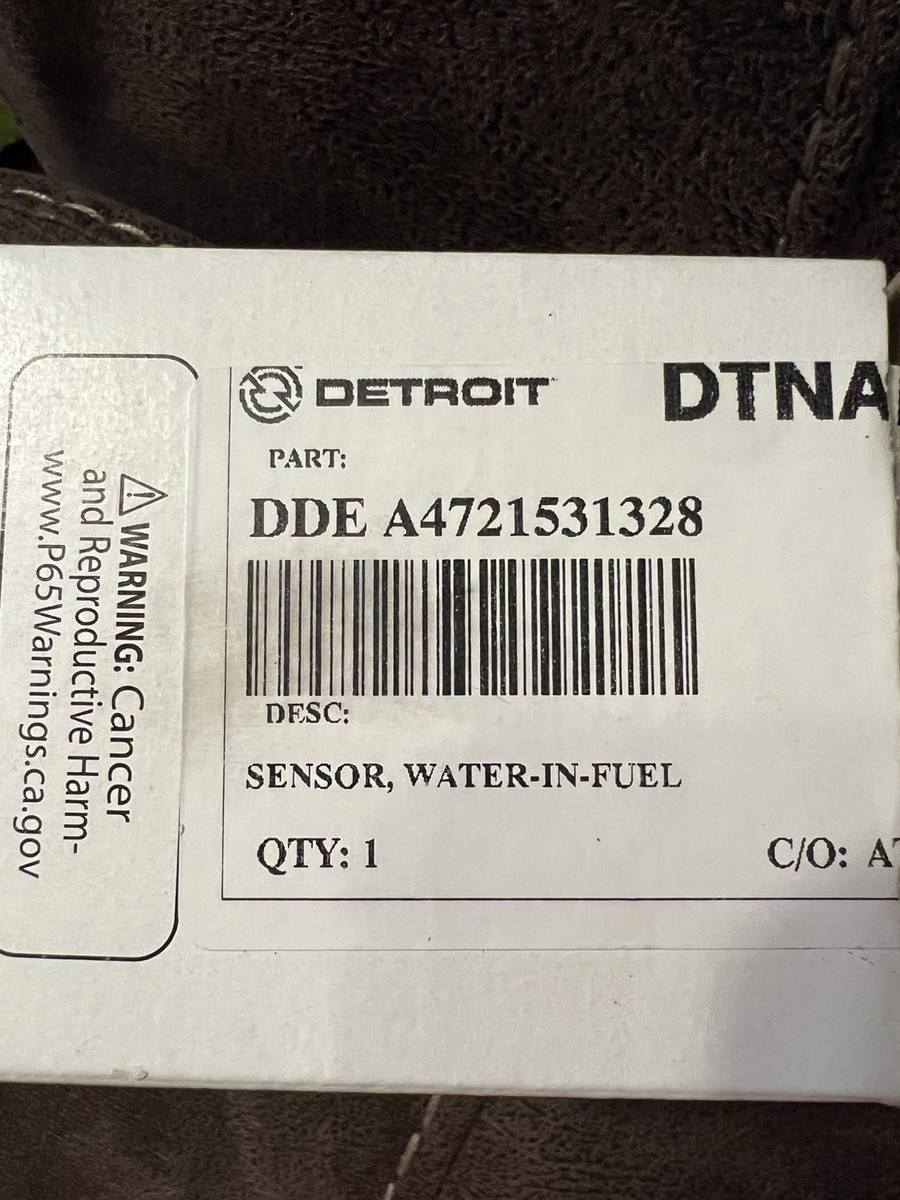 DETROIT
DTNA
PART:
DDE A4721531328
DESC:
SENSOR, WATER-IN-FUEL
QTY: 1
C/O: AT
⚠ WARNING: Cancer
and Reproductive Harm-
www.P65Warnings.ca.gov